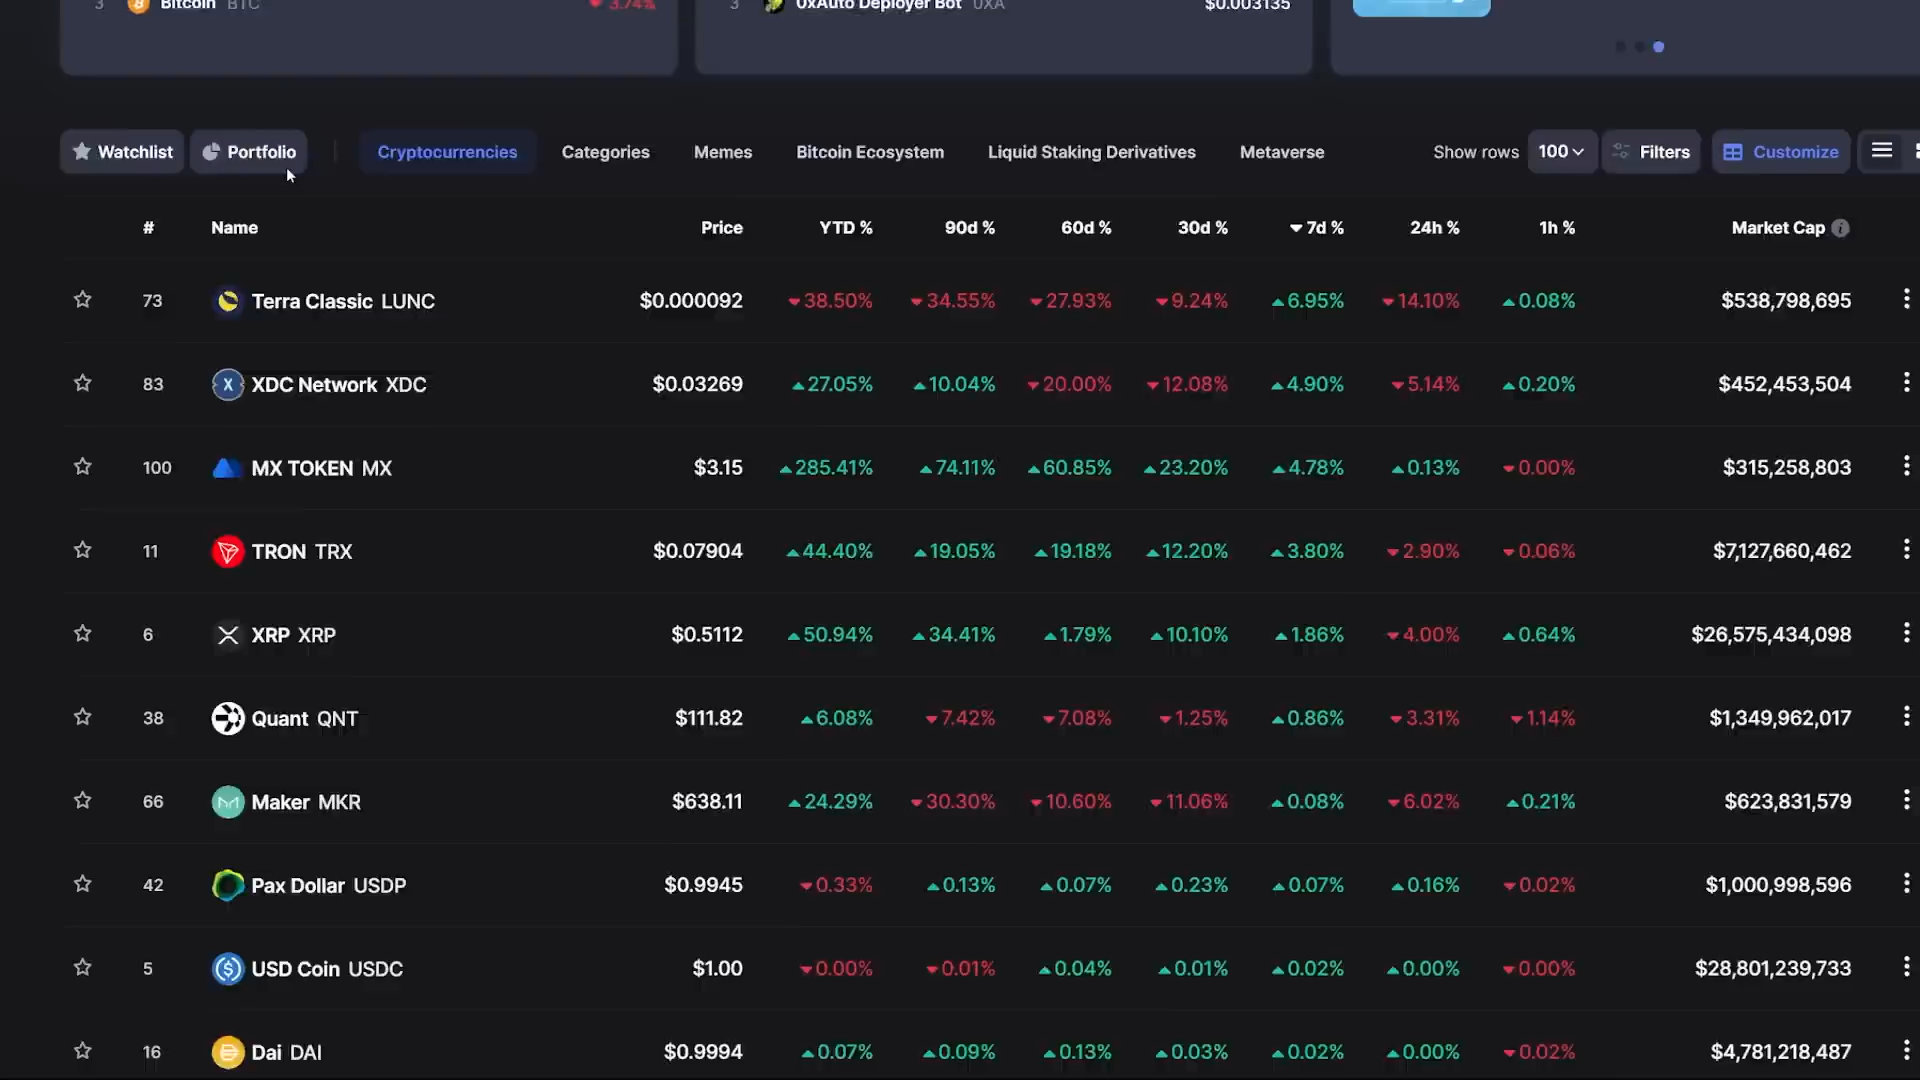 3 Bitcoin BTC 3.74%
3 0xAuto Deployer Bot 0XA $0.003135
Watchlist Portfolio Cryptocurrencies Categories Memes Bitcoin Ecosystem Liquid Staking Derivatives Metaverse Show rows 100 Filters Customize
# Name Price YTD % 90d % 60d % 30d % 7d % 24h % 1h % Market Cap
73 Terra Classic LUNC $0.000092 38.50% 34.55% 27.93% 9.24% 6.95% 14.10% 0.08% $538,798,695
83 XDC Network XDC $0.03269 27.05% 10.04% 20.00% 12.08% 4.90% 5.14% 0.20% $452,453,504
100 MX TOKEN MX $3.15 285.41% 74.11% 60.85% 23.20% 4.78% 0.13% 0.00% $315,258,803
11 TRON TRX $0.07904 44.40% 19.05% 19.18% 12.20% 3.80% 2.90% 0.06% $7,127,660,462
6 XRP XRP $0.5112 50.94% 34.41% 1.79% 10.10% 1.86% 4.00% 0.64% $26,575,434,098
38 Quant QNT $111.82 6.08% 7.42% 7.08% 1.25% 0.86% 3.31% 1.14% $1,349,962,017
66 Maker MKR $638.11 24.29% 30.30% 10.60% 11.06% 0.08% 6.02% 0.21% $623,831,579
42 Pax Dollar USDP $0.9945 0.33% 0.13% 0.07% 0.23% 0.07% 0.16% 0.02% $1,000,998,596
5 USD Coin USDC $1.00 0.00% 0.01% 0.04% 0.01% 0.02% 0.00% 0.00% $28,801,239,733
16 Dai DAI $0.9994 0.07% 0.09% 0.13% 0.03% 0.02% 0.00% 0.02% $4,781,218,487